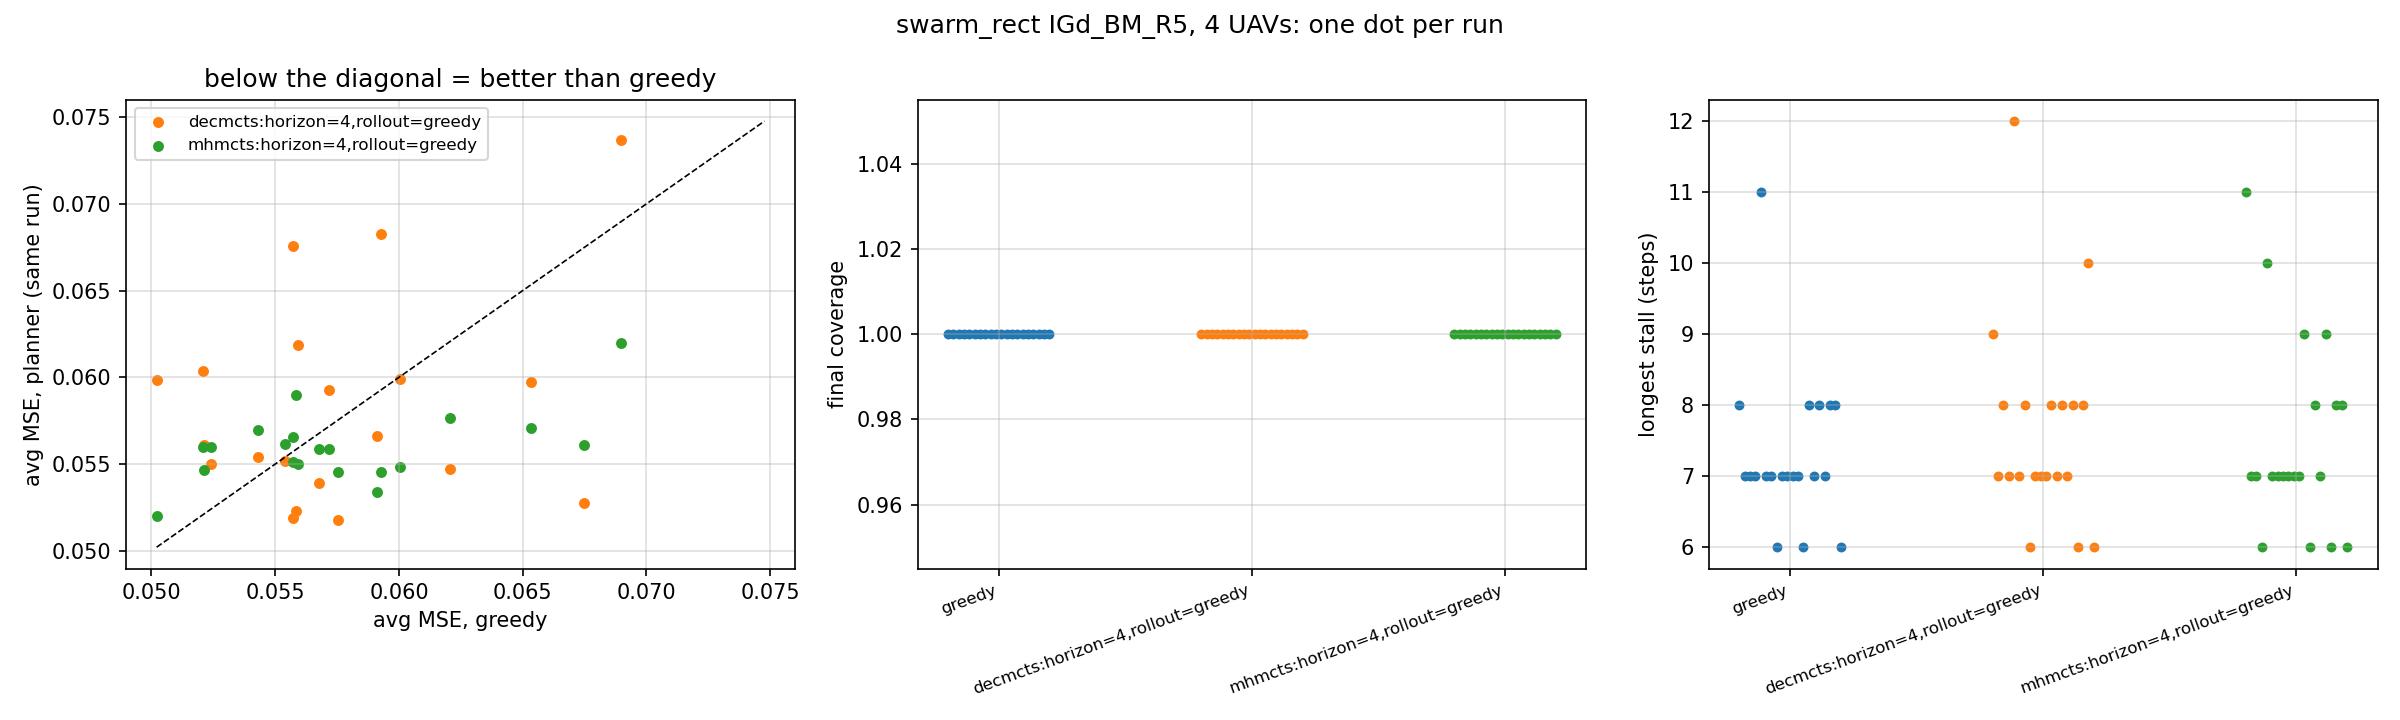 swarm_rect IGd_BM_R5, 4 UAVs: one dot per run
below the diagonal = better than greedy
avg MSE, planner (same run)
0.075
0.070
0.065
0.060
0.055
0.050
decmcts:horizon=4,rollout=greedy
mhmcts:horizon=4,rollout=greedy
0.050 0.055 0.060 0.065 0.070 0.075
avg MSE, greedy
final coverage
1.04
1.02
1.00
0.98
0.96
greedy
decmcts:horizon=4,rollout=greedy
mhmcts:horizon=4,rollout=greedy
longest stall (steps)
12
11
10
9
8
7
6
greedy
decmcts:horizon=4,rollout=greedy
mhmcts:horizon=4,rollout=greedy